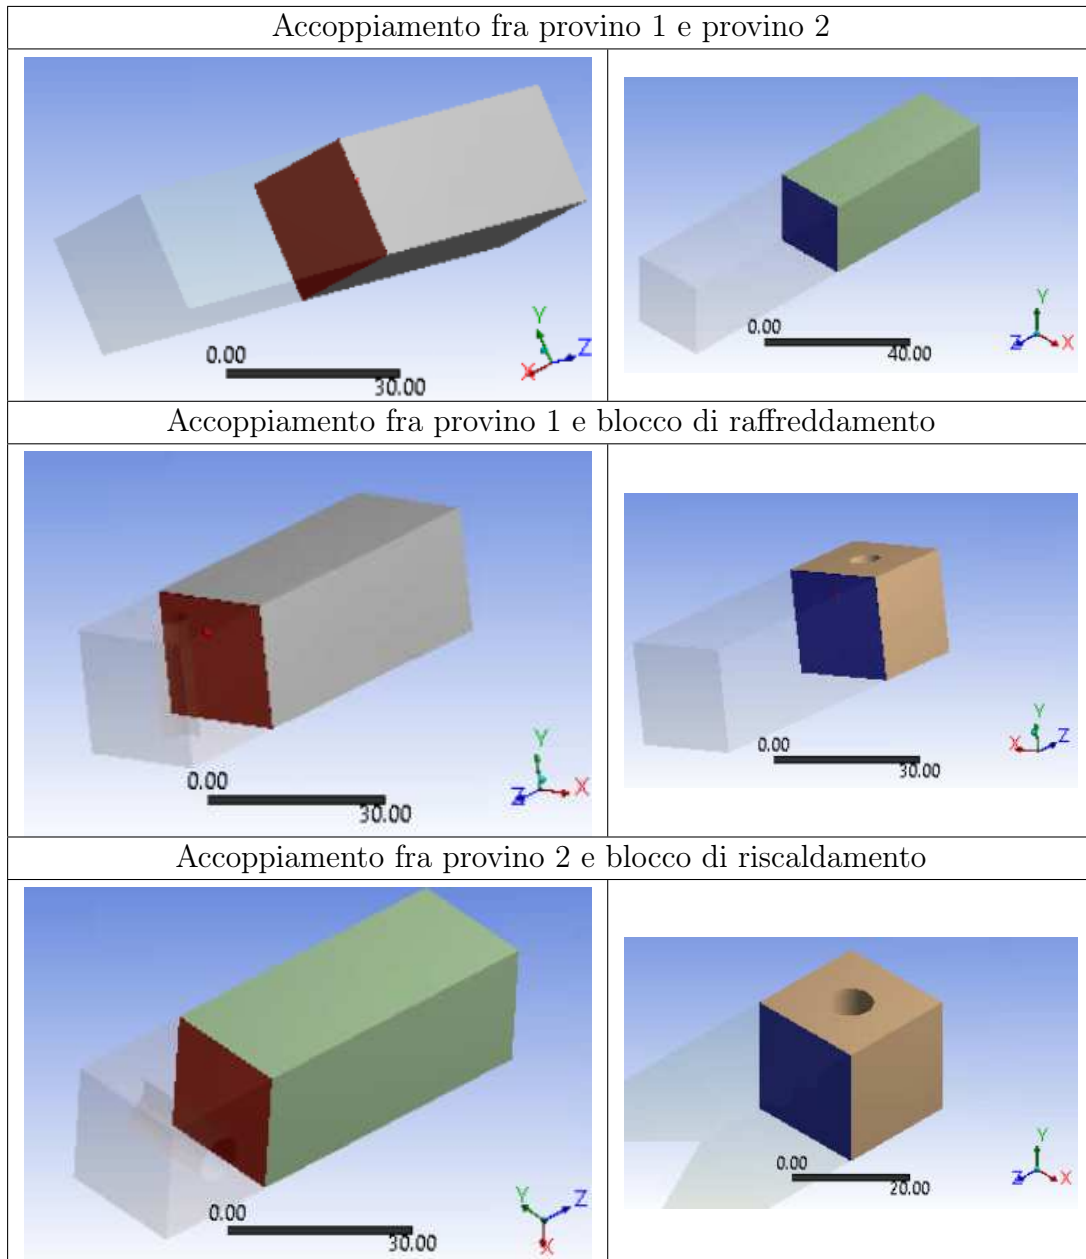 Accoppiamento fra provino 1 e provino 2
Y
Z
X
0.00
30.00
Y
Z
X
0.00
40.00
Accoppiamento fra provino 1 e blocco di raffreddamento
Y
Z
X
0.00
30.00
Y
X
Z
0.00
30.00
Accoppiamento fra provino 2 e blocco di riscaldamento
Y
Z
X
0.00
30.00
Y
Z
X
0.00
20.00